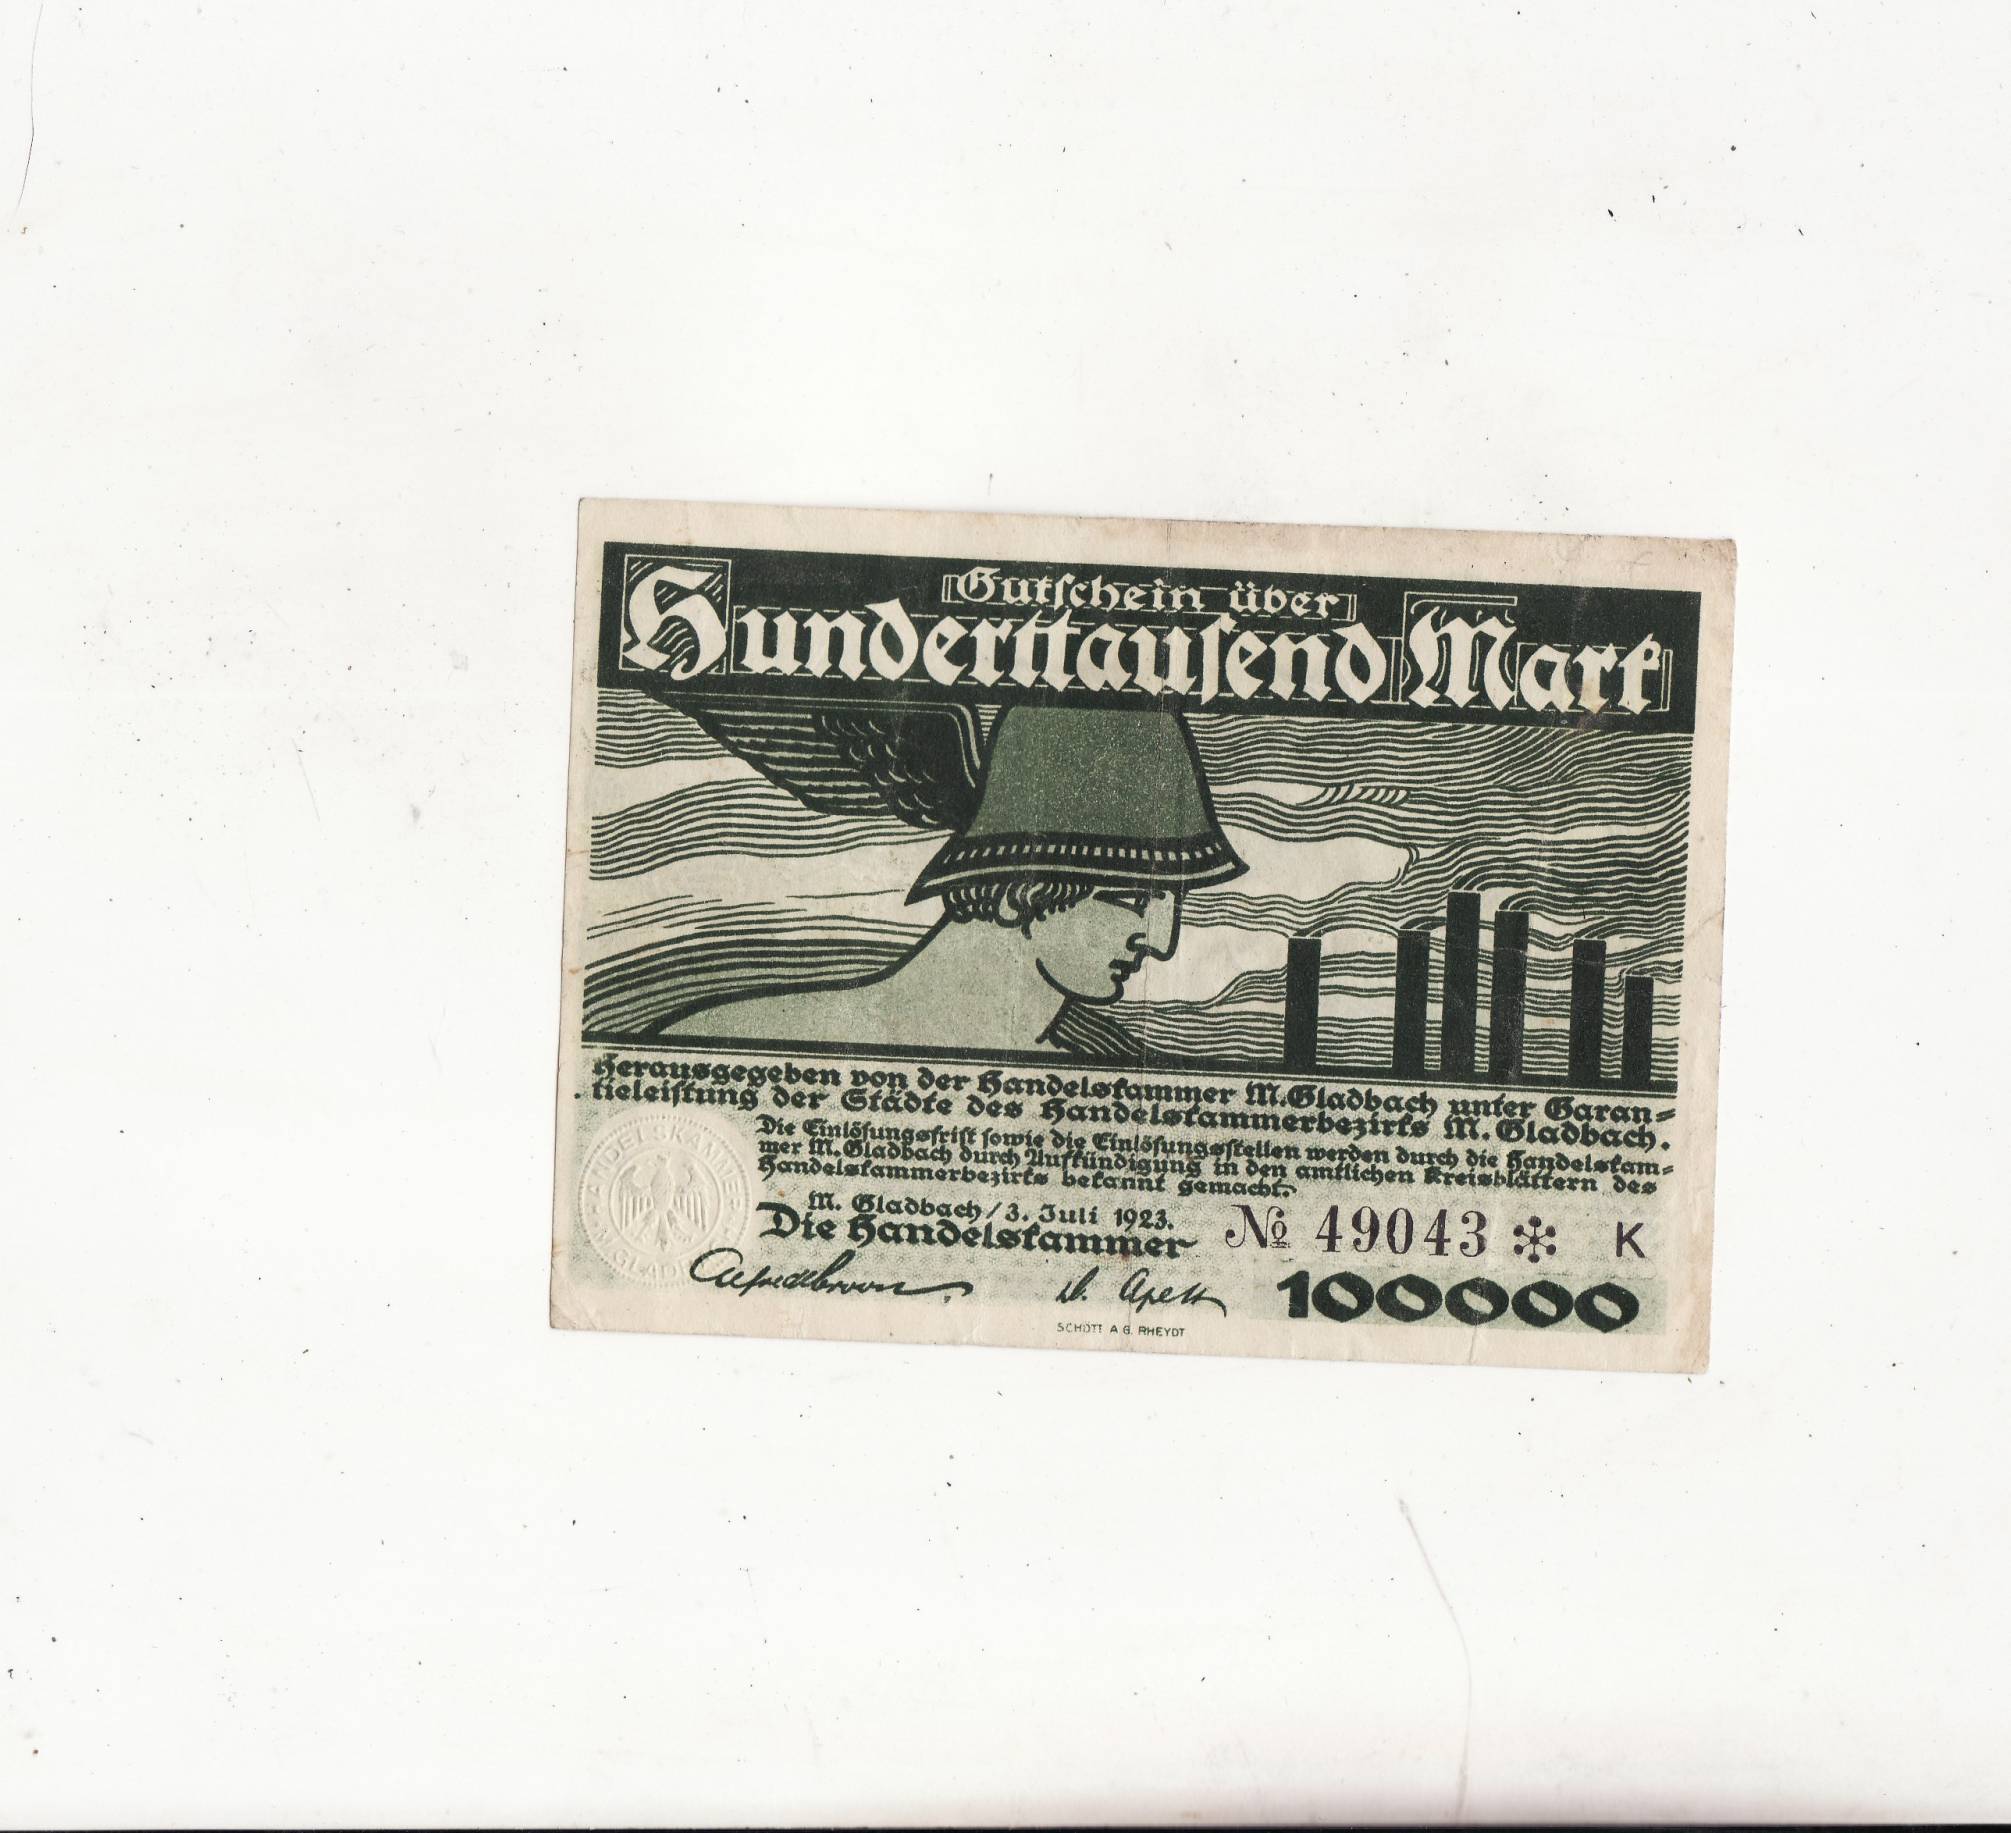 Gutschein über
Hunderttausend Mark
Herausgegeben von der Handelskammer M. Gladbach unter Garan=
tieleistung der Städte des Handelskammerbezirks M. Gladbach.
Die Einlösungsfrist sowie die Einlösungsstellen werden durch die Handelskam=
mer M. Gladbach durch Aufkündigung in den amtlichen Kreisblättern des
Handelskammerbezirks bekannt gemacht.
M. Gladbach / 3. Juli 1923.
Die Handelskammer
№ 49043 * K
HANDELSKAMMER
M. GLADB
100000
SCHÖTT A G. RHEYDT